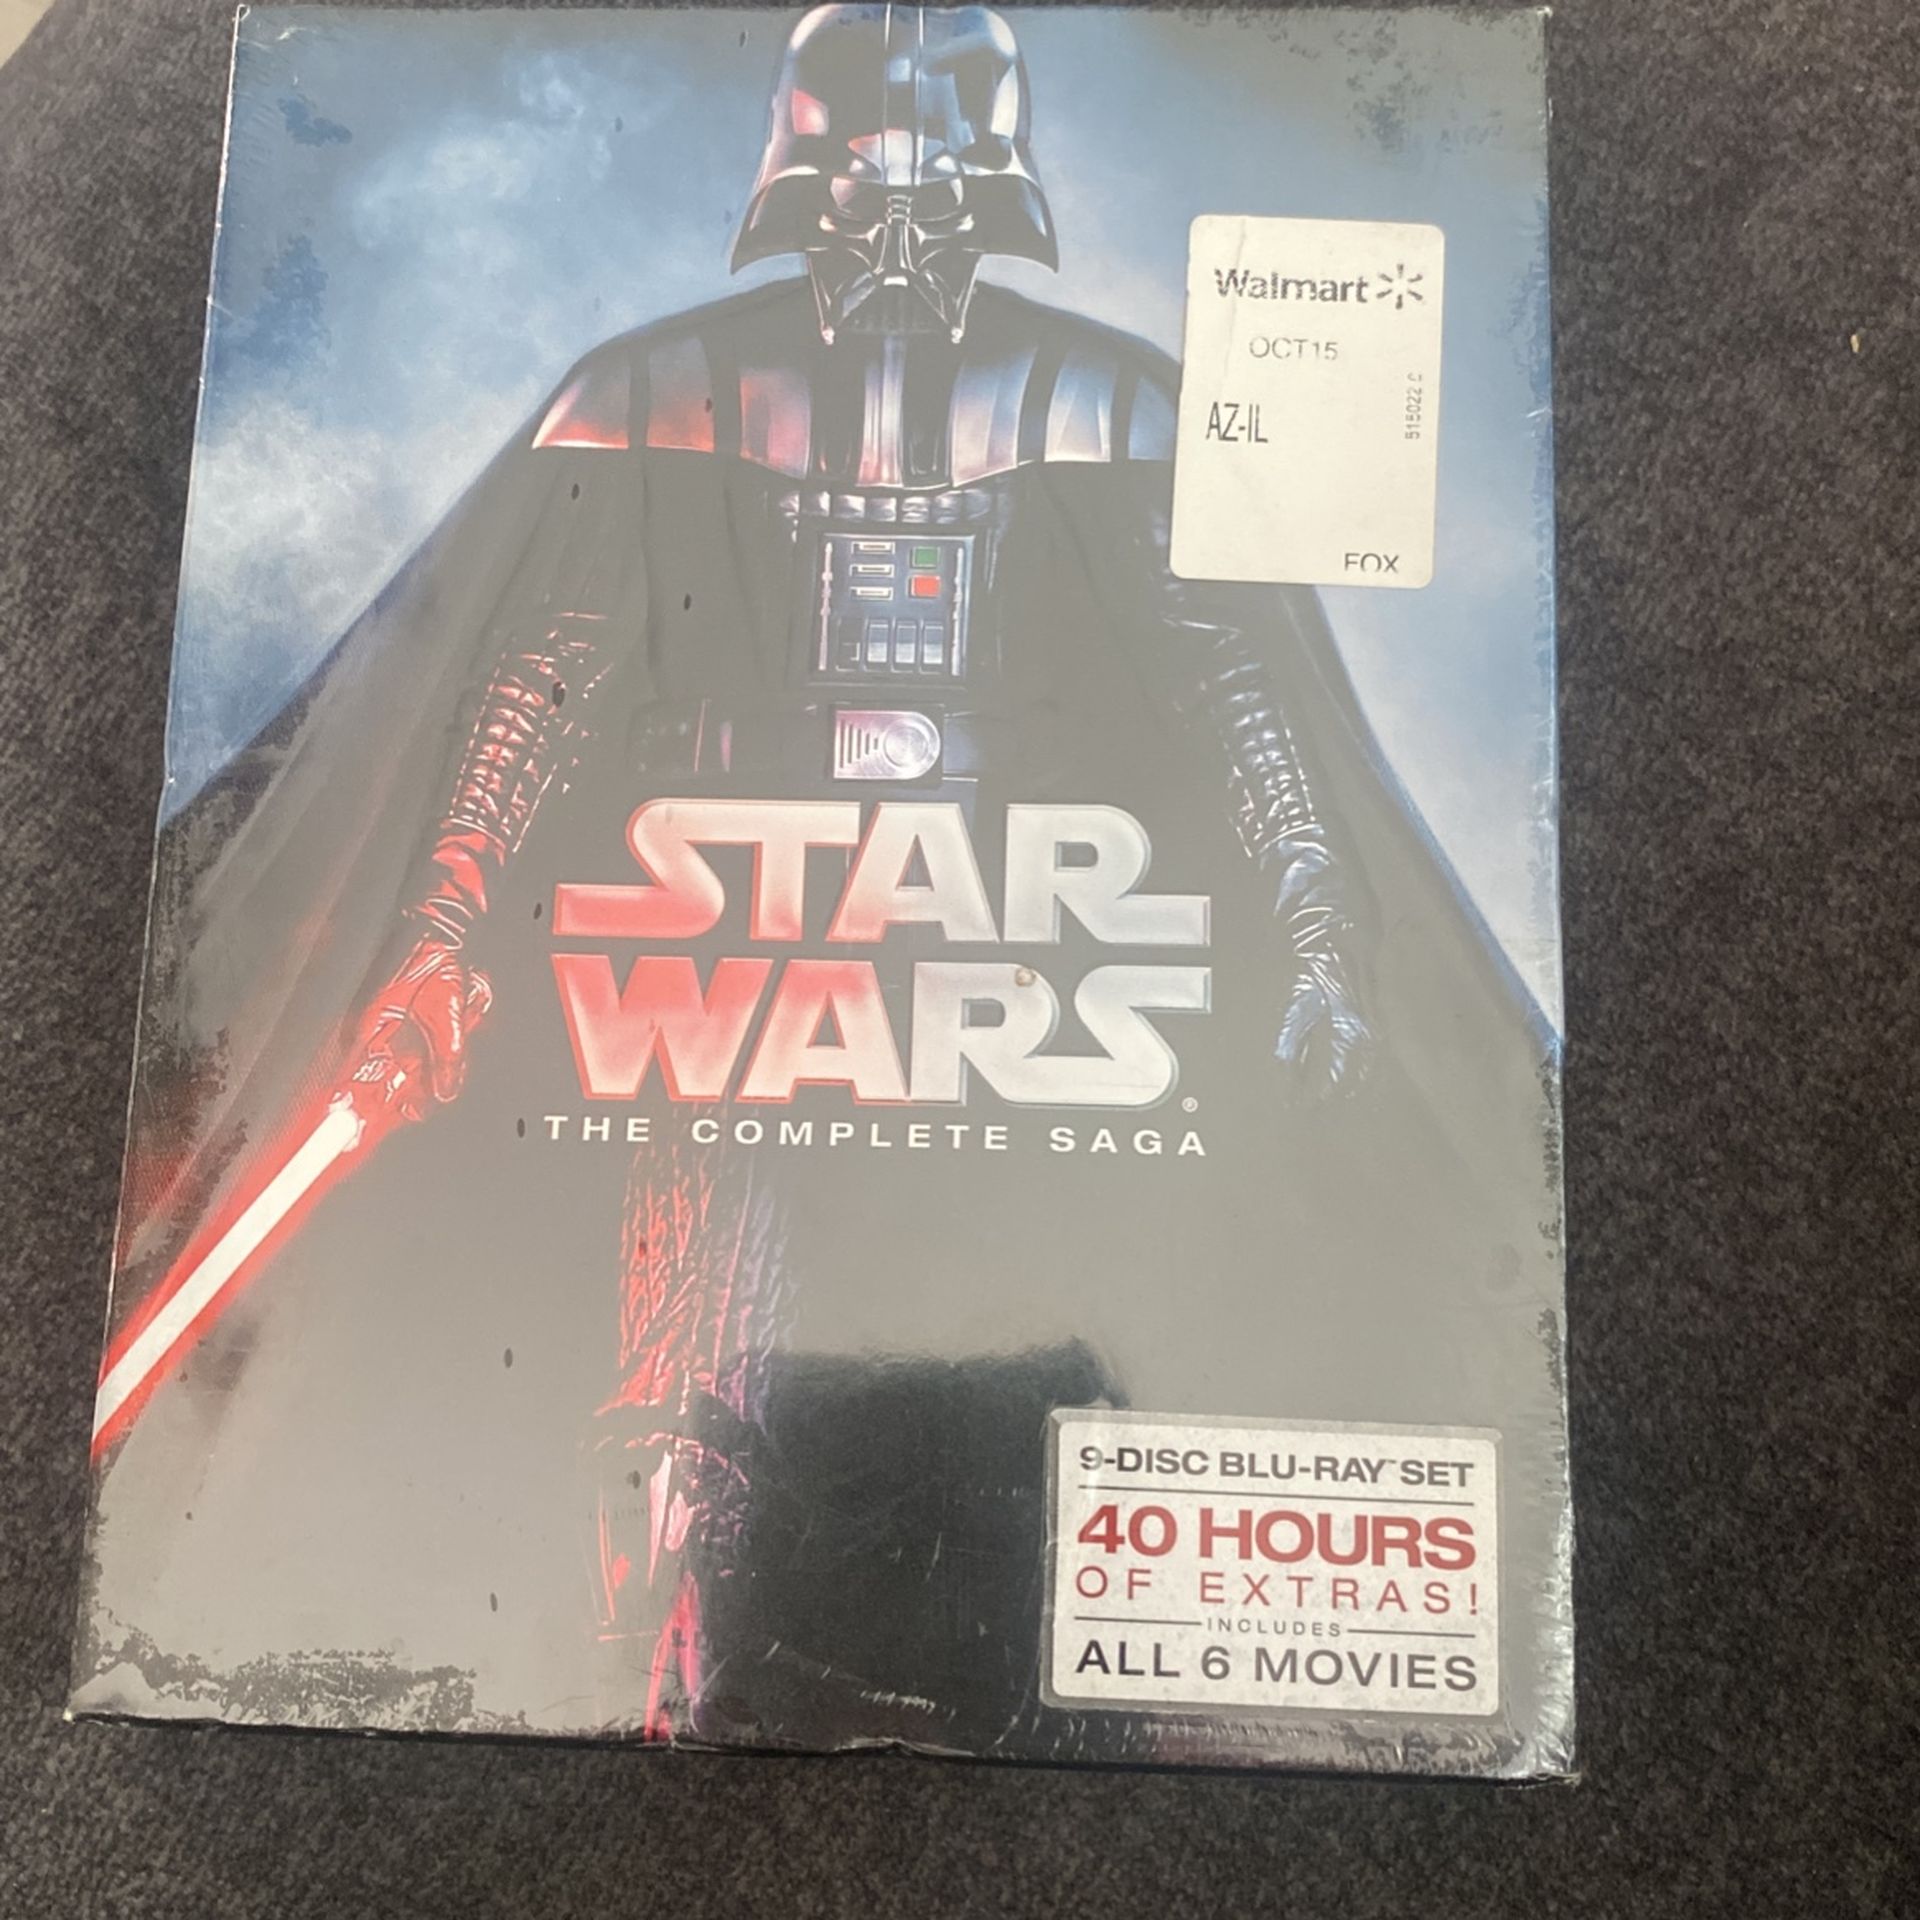 Walmart
OCT15
515022 C
AZ-IL
FOX
STAR
WARS®
THE COMPLETE SAGA
9-DISC BLU-RAY™ SET
40 HOURS
OF EXTRAS!
INCLUDES
ALL 6 MOVIES